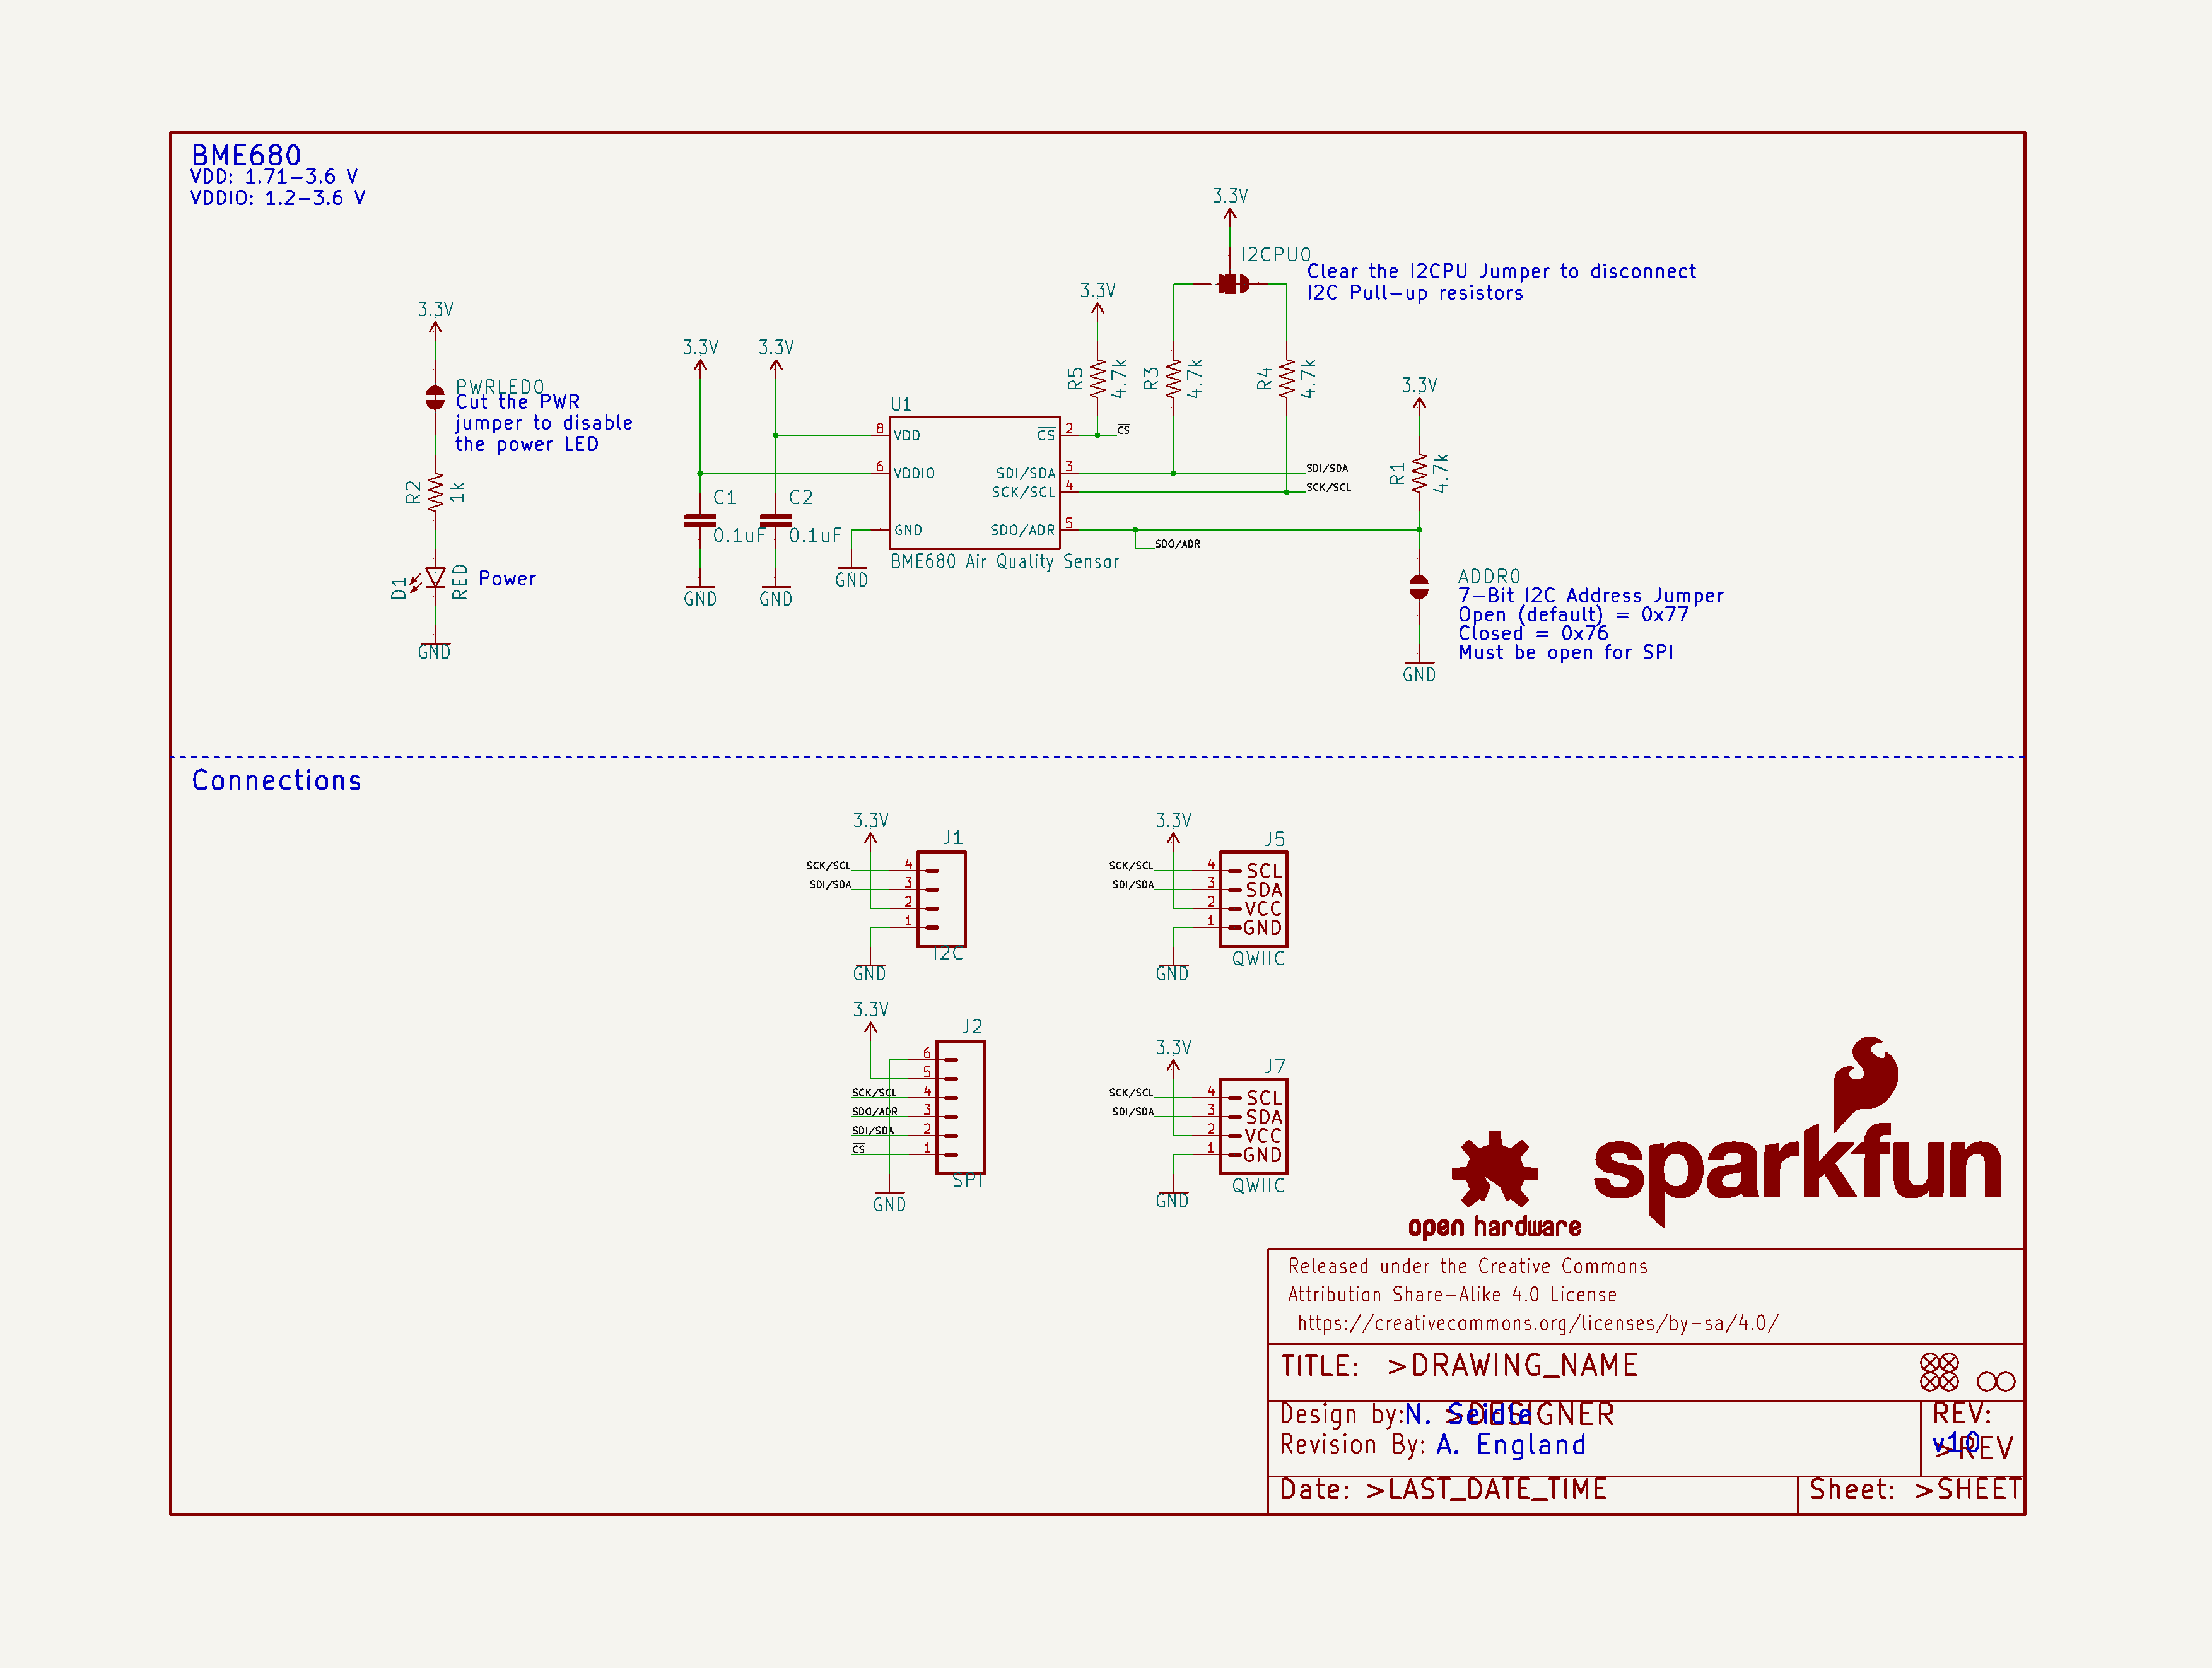 BME680
VDD: 1.71-3.6 V
VDDIO: 1.2-3.6 V
3.3V
I2CPU0
Clear the I2CPU Jumper to disconnect
I2C Pull-up resistors
3.3V
R5
4.7k
R3
4.7k
R4
4.7k
3.3V
PWRLED0
Cut the PWR
jumper to disable
the power LED
R2
1k
D1
RED
Power
GND
3.3V
3.3V
C1
0.1uF
C2
0.1uF
GND
GND
GND
U1
8 VDD
6 VDDIO
GND
CS 2
SDI/SDA 3
SCK/SCL 4
SDO/ADR 5
BME680 Air Quality Sensor
CS
SDI/SDA
SCK/SCL
SDO/ADR
3.3V
R1
4.7k
ADDR0
7-Bit I2C Address Jumper
Open (default) = 0x77
Closed = 0x76
Must be open for SPI
GND
Connections
3.3V
J1
SCK/SCL 4
SDI/SDA 3
2
1
I2C
GND
3.3V
J5
SCK/SCL 4 SCL
SDI/SDA 3 SDA
2 VCC
1 GND
QWIIC
GND
3.3V
J2
6
5
SCK/SCL 4
SDO/ADR 3
SDI/SDA 2
CS 1
SPI
GND
3.3V
J7
SCK/SCL 4 SCL
SDI/SDA 3 SDA
2 VCC
1 GND
QWIIC
GND
open hardware
sparkfun
Released under the Creative Commons
Attribution Share-Alike 4.0 License
https://creativecommons.org/licenses/by-sa/4.0/
TITLE: >DRAWING_NAME
Design by: N. Seidle >DESIGNER
Revision By: A. England
REV:
v10
>REV
Date: >LAST_DATE_TIME
Sheet: >SHEET